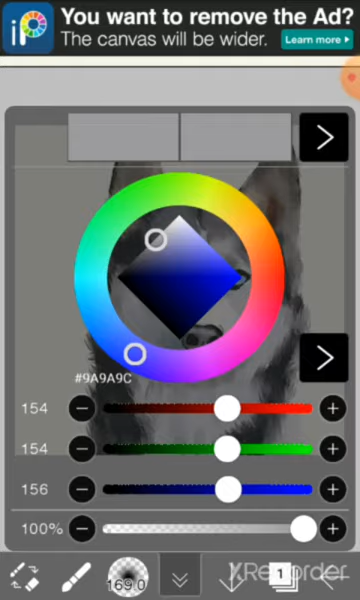 You want to remove the Ad?
The canvas will be wider.
Learn more
#9A9A9C
154
154
156
100%
169.0
1
XRecorder